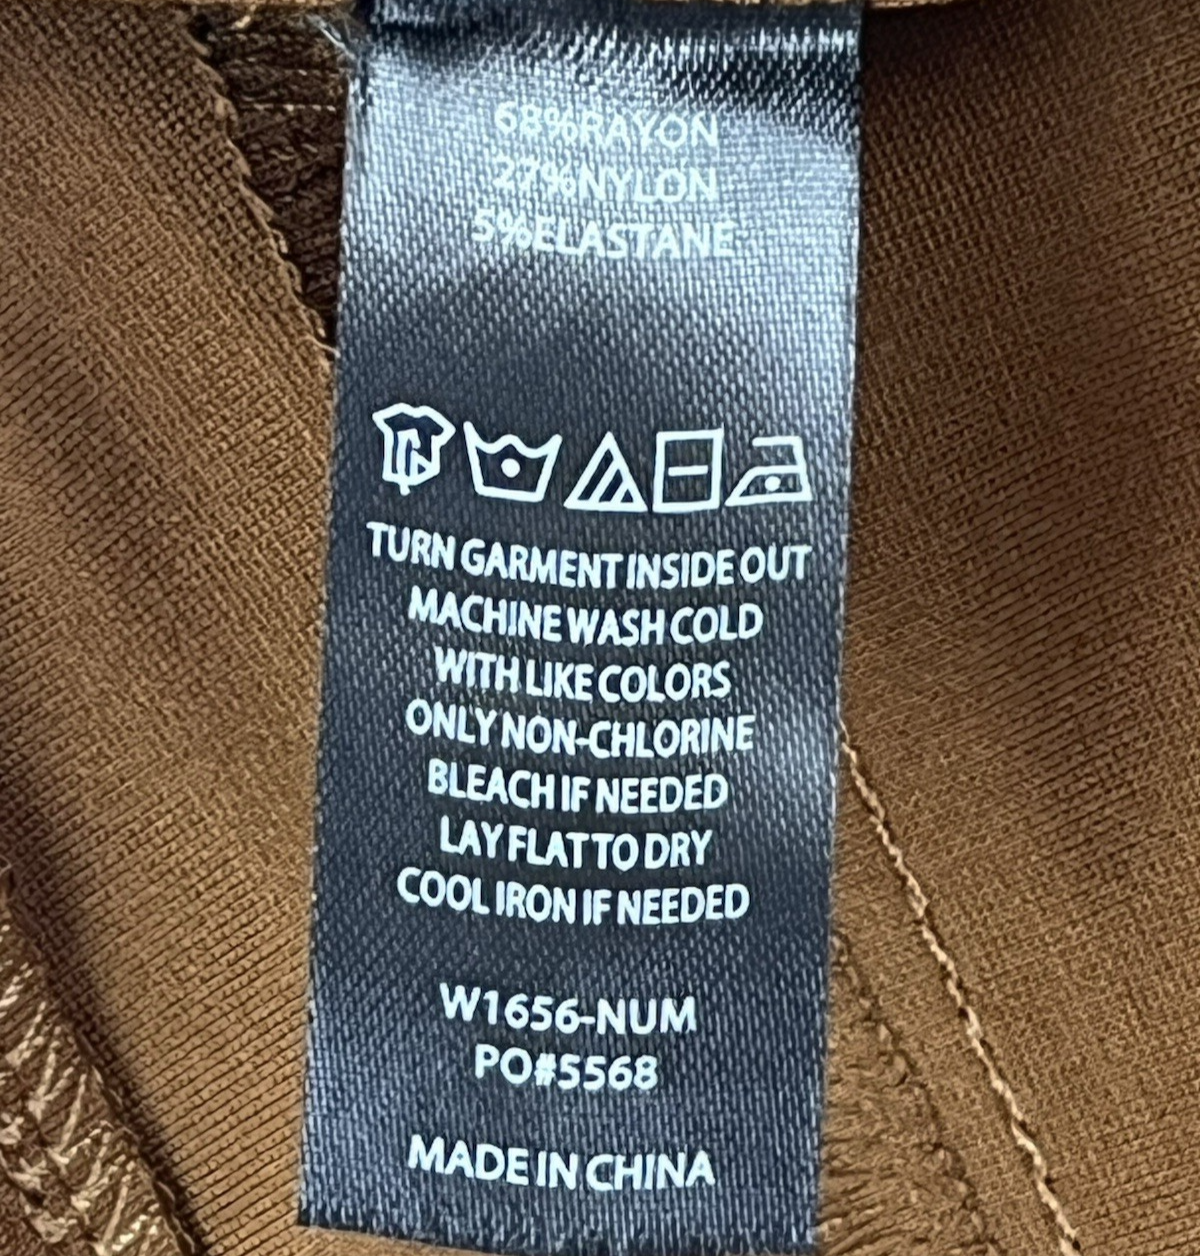 68%RAYON
27%NYLON
5%ELASTANE
TURN GARMENT INSIDE OUT
MACHINE WASH COLD
WITH LIKE COLORS
ONLY NON-CHLORINE
BLEACH IF NEEDED
LAY FLAT TO DRY
COOL IRON IF NEEDED
W1656-NUM
PO#5568
MADE IN CHINA